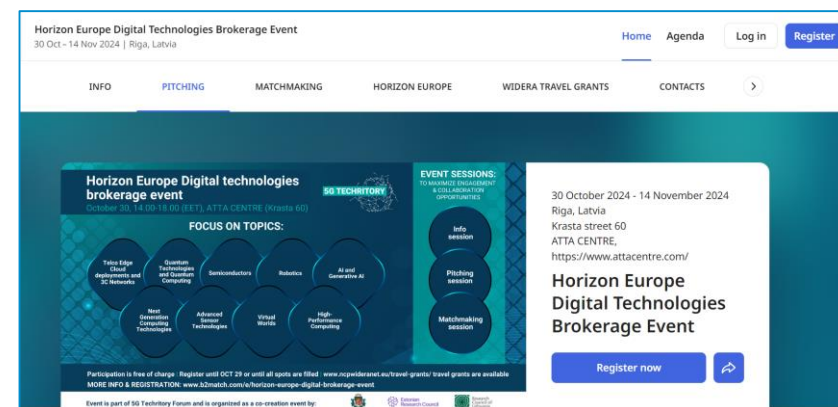 Horizon Europe Digital Technologies Brokerage Event
30 Oct – 14 Nov 2024 | Riga, Latvia
Home Agenda Log in Register
INFO PITCHING MATCHMAKING HORIZON EUROPE WIDERA TRAVEL GRANTS CONTACTS
Horizon Europe Digital technologies
brokerage event
October 30, 14.00-18.00 (EET), ATTA CENTRE (Krasta 60)
5G TECHRITORY
FOCUS ON TOPICS:
Telco Edge
Cloud
deployments and
3C Networks
Quantum
Technologies
and Quantum
Computing
Semiconductors
Robotics
AI and
Generative AI
Next
Generation
Computing
Technologies
Advanced
Sensor
Technologies
Virtual
Worlds
High-
Performance
Computing
EVENT SESSIONS:
TO MAXIMIZE ENGAGEMENT
& COLLABORATION
OPPORTUNITIES
Info
session
Pitching
session
Matchmaking
session
Participation is free of charge | Register until OCT 29 or until all spots are filled | www.ncpwideranet.eu/travel-grants/ travel grants are available
MORE INFO & REGISTRATION: www.b2match.com/e/horizon-europe-digital-brokerage-event
Event is part of 5G Techritory Forum and is organized as a co-creation event by:
Estonian
Research Council
Research
Council of
Lithuania
30 October 2024 - 14 November 2024
Riga, Latvia
Krasta street 60
ATTA CENTRE,
https://www.attacentre.com/
Horizon Europe
Digital Technologies
Brokerage Event
Register now